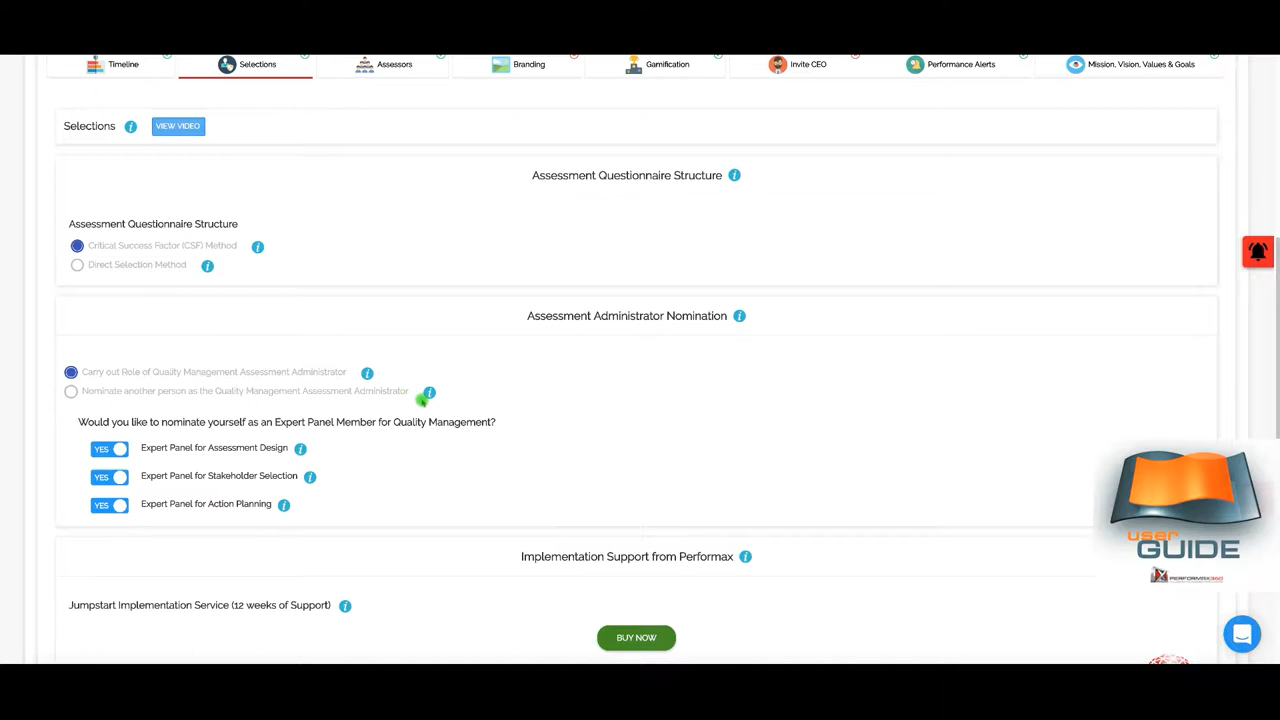 Timeline
Selections
Assessors
Branding
Gamification
Invite CEO
Performance Alerts
Mission, Vision, Values & Goals
Selections
VIEW VIDEO
Assessment Questionnaire Structure
Assessment Questionnaire Structure
Critical Success Factor (CSF) Method
Direct Selection Method
Assessment Administrator Nomination
Carry out Role of Quality Management Assessment Administrator
Nominate another person as the Quality Management Assessment Administrator
Would you like to nominate yourself as an Expert Panel Member for Quality Management?
YES Expert Panel for Assessment Design
YES Expert Panel for Stakeholder Selection
YES Expert Panel for Action Planning
user
GUIDE
PERFORMAX360
Implementation Support from Performax
Jumpstart Implementation Service (12 weeks of Support)
BUY NOW